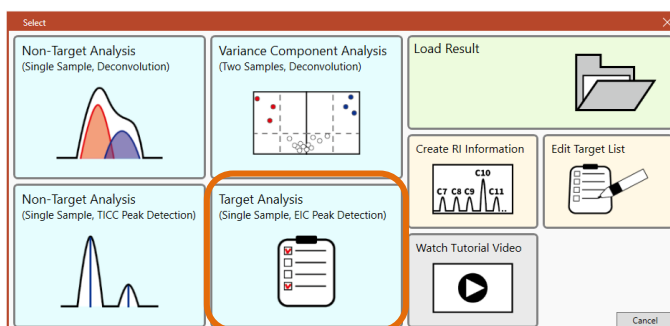 Select
Non-Target Analysis
(Single Sample, Deconvolution)
Variance Component Analysis
(Two Samples, Deconvolution)
Load Result
Create RI Information
C10
C7 C8 C9 C11
Edit Target List
Non-Target Analysis
(Single Sample, TICC Peak Detection)
Target Analysis
(Single Sample, EIC Peak Detection)
Watch Tutorial Video
Cancel